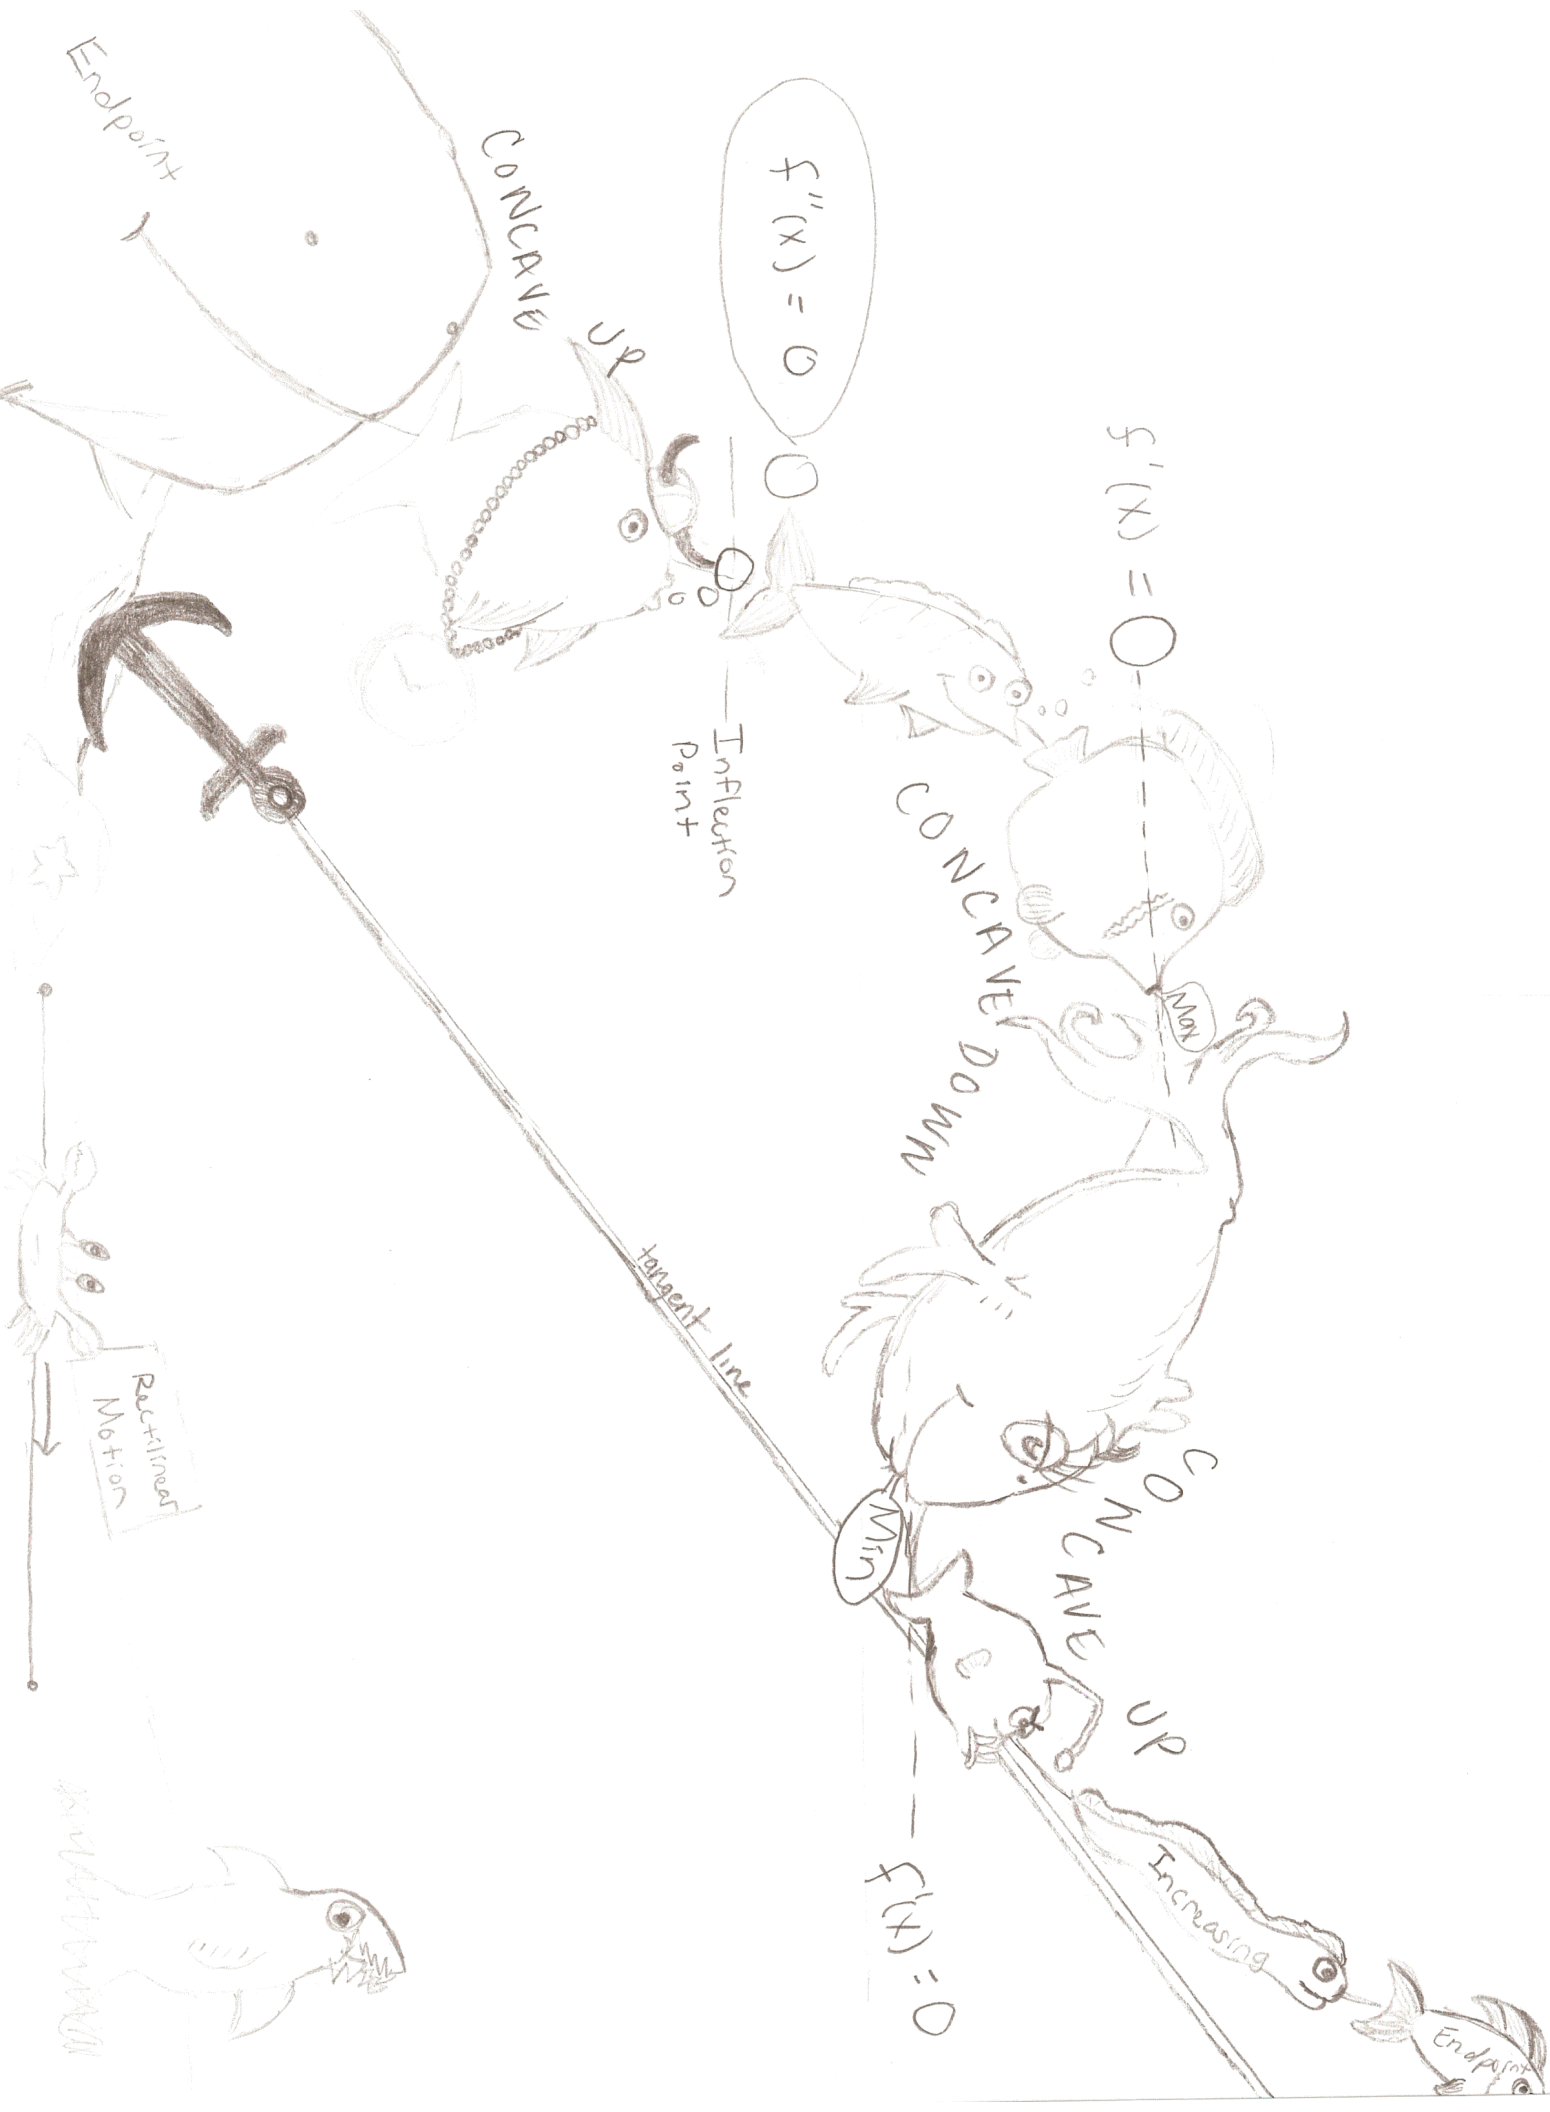 Endpoint
CONCAVE
UP
f''(x) = 0
f'(x) = 0
Inflection
Point
CONCAVE DOWN
Max
CONCAVE UP
tangent line
Min
f'(x) = 0
Increasing
Endpoint
Rectilinear
Motion